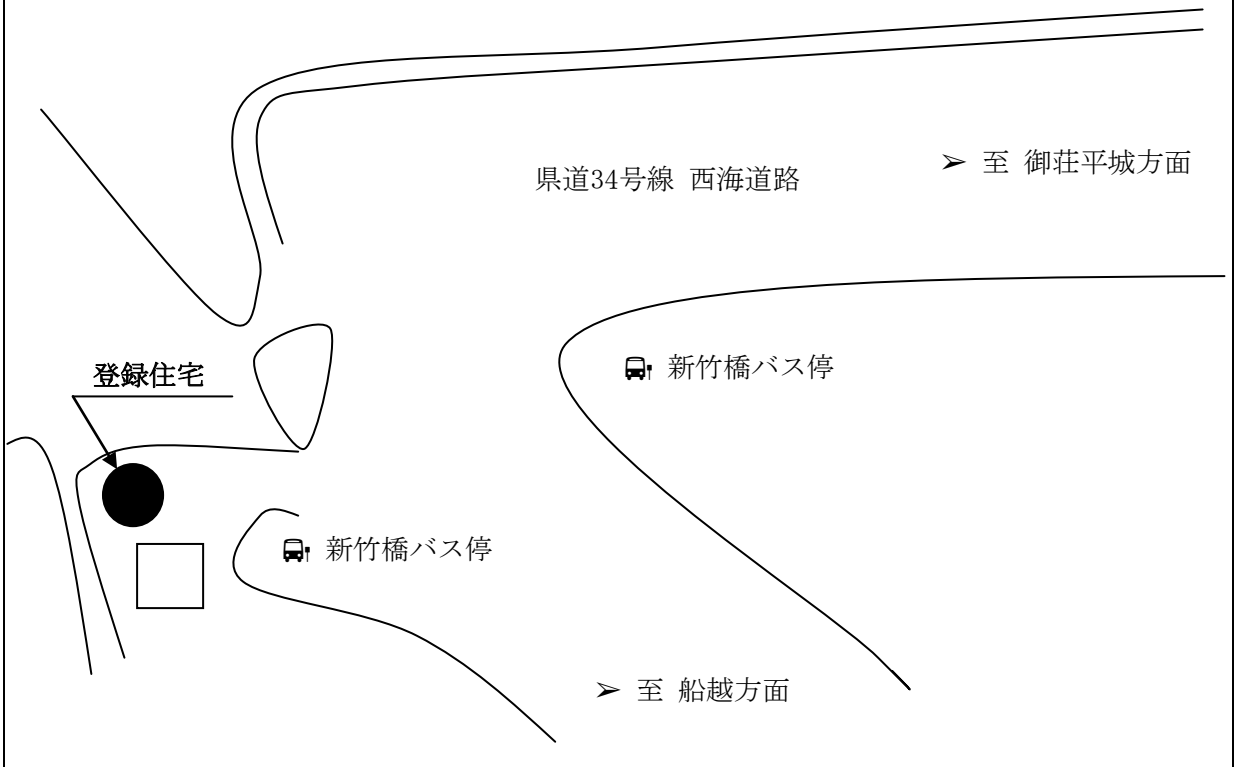 県道34号線 西海道路
➢ 至 御荘平城方面
新竹橋バス停
登録住宅
新竹橋バス停
➢ 至 船越方面